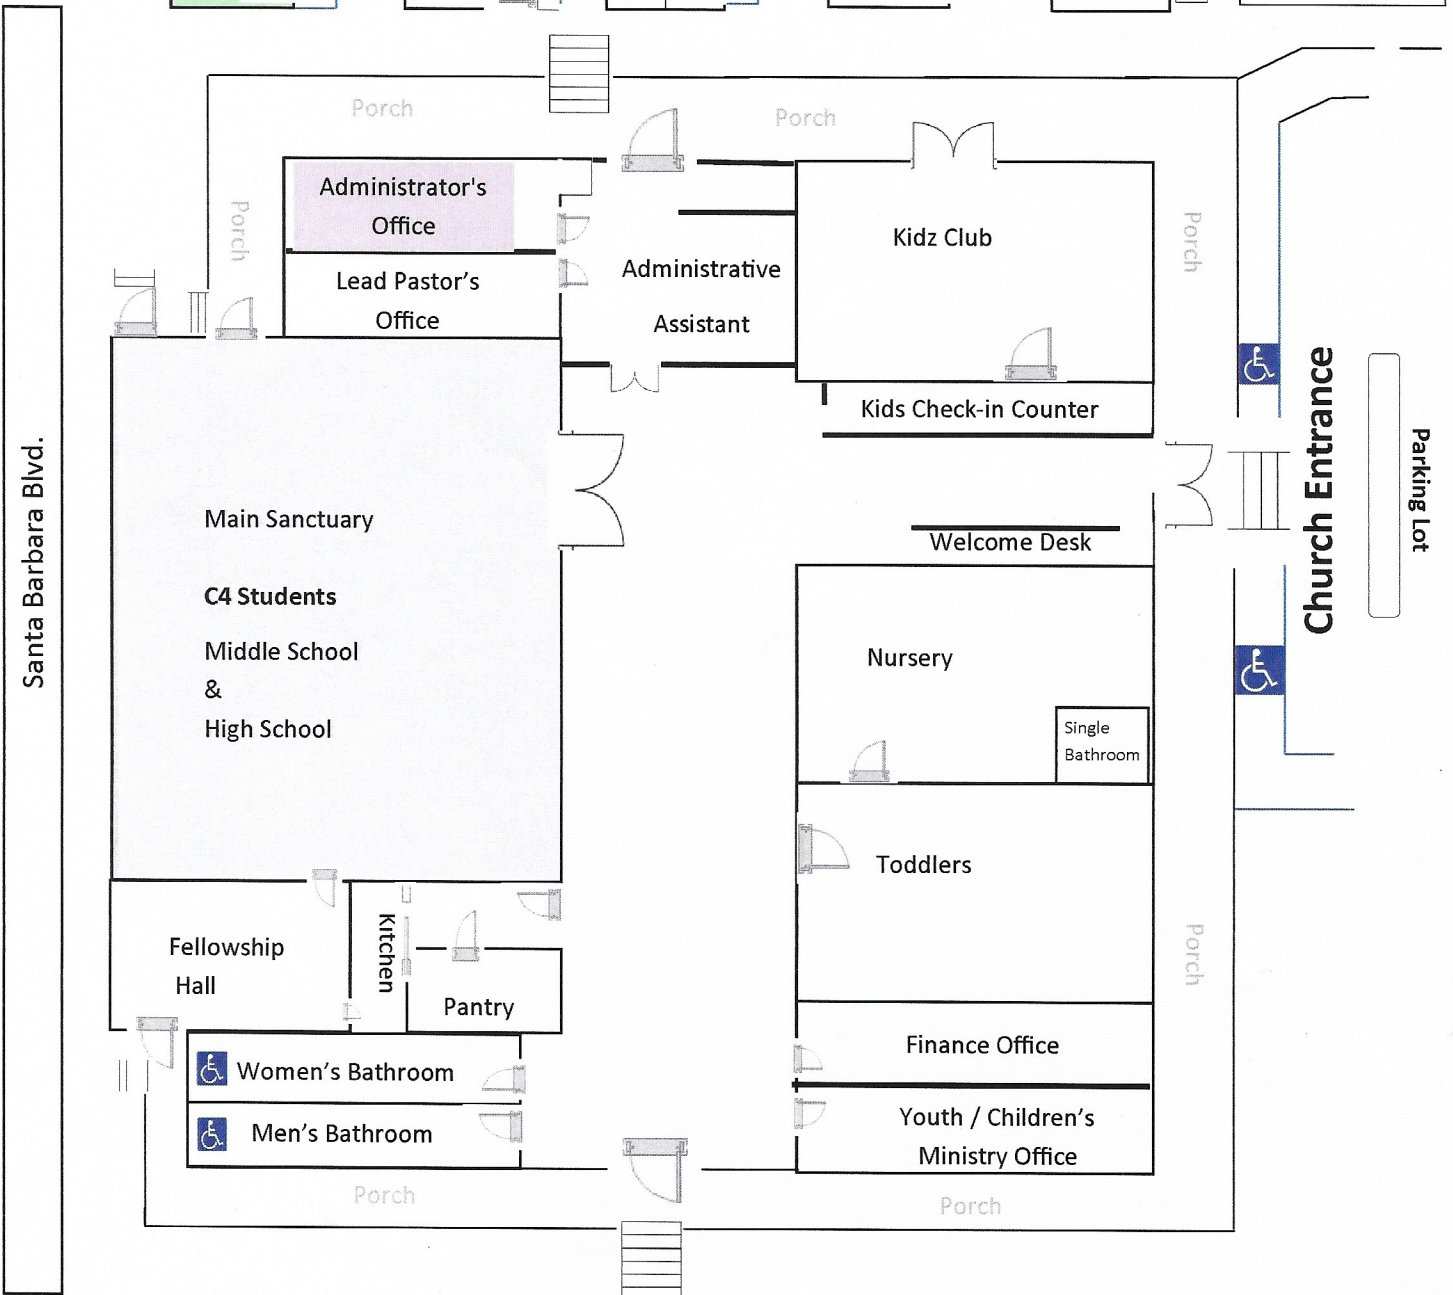 Porch
Porch
Administrator's
Office
Porch
Kidz Club
Porch
Lead Pastor's
Office
Administrative
Assistant
Kids Check-in Counter
Church Entrance
Parking Lot
Santa Barbara Blvd.
Main Sanctuary
C4 Students
Middle School
&
High School
Welcome Desk
Nursery
Single
Bathroom
Toddlers
Fellowship
Hall
Kitchen
Pantry
Porch
Finance Office
Women's Bathroom
Men's Bathroom
Youth / Children's
Ministry Office
Porch
Porch